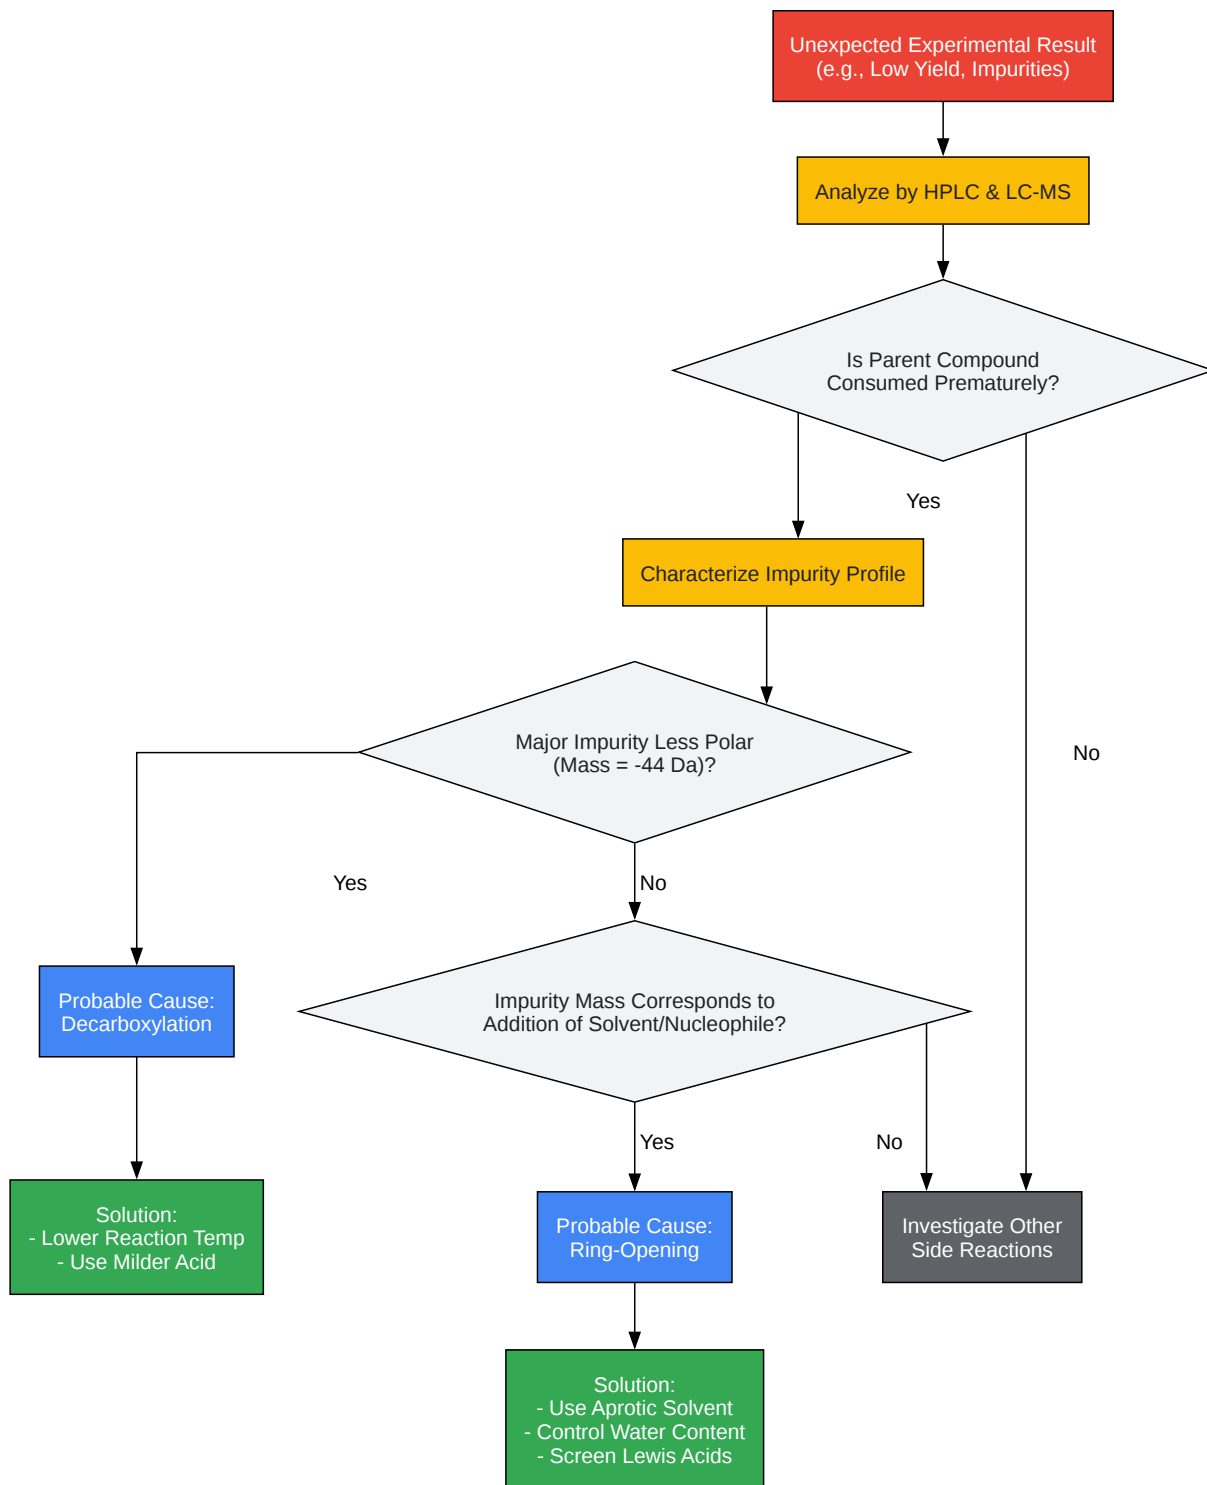 Unexpected Experimental Result
(e.g., Low Yield, Impurities)
Analyze by HPLC & LC-MS
Is Parent Compound
Consumed Prematurely?
Yes
Characterize Impurity Profile
Major Impurity Less Polar
(Mass = -44 Da)?
No
Yes
No
Probable Cause:
Decarboxylation
Impurity Mass Corresponds to
Addition of Solvent/Nucleophile?
Yes
No
Solution:
- Lower Reaction Temp
- Use Milder Acid
Probable Cause:
Ring-Opening
Investigate Other
Side Reactions
Solution:
- Use Aprotic Solvent
- Control Water Content
- Screen Lewis Acids